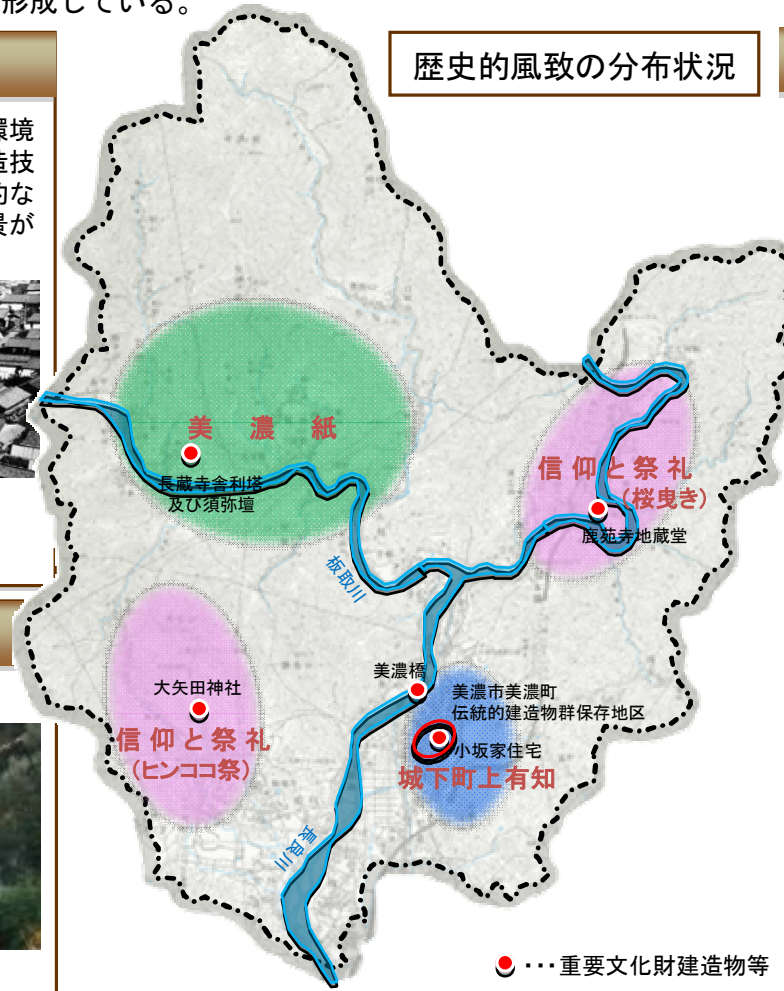 形成している。
歴史的風致の分布状況
環境
造技
的な
景が
美濃紙
長蔵寺舎利塔
及び須弥壇
信仰と祭礼
(桜曳き)
鹿苑寺地蔵堂
板取川
大矢田神社
信仰と祭礼
(ヒンココ祭)
美濃橋
美濃市美濃町
伝統的建造物群保存地区
小坂家住宅
城下町上有知
長良川
･･･重要文化財建造物等